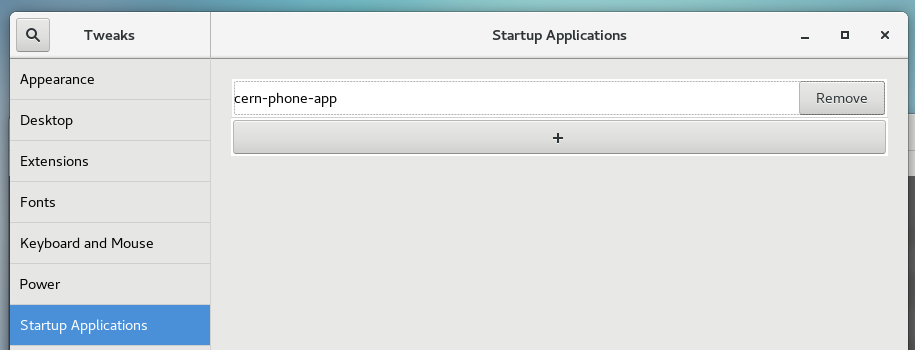 Tweaks
Startup Applications
Appearance
Desktop
Extensions
Fonts
Keyboard and Mouse
Power
Startup Applications
cern-phone-app
Remove
+